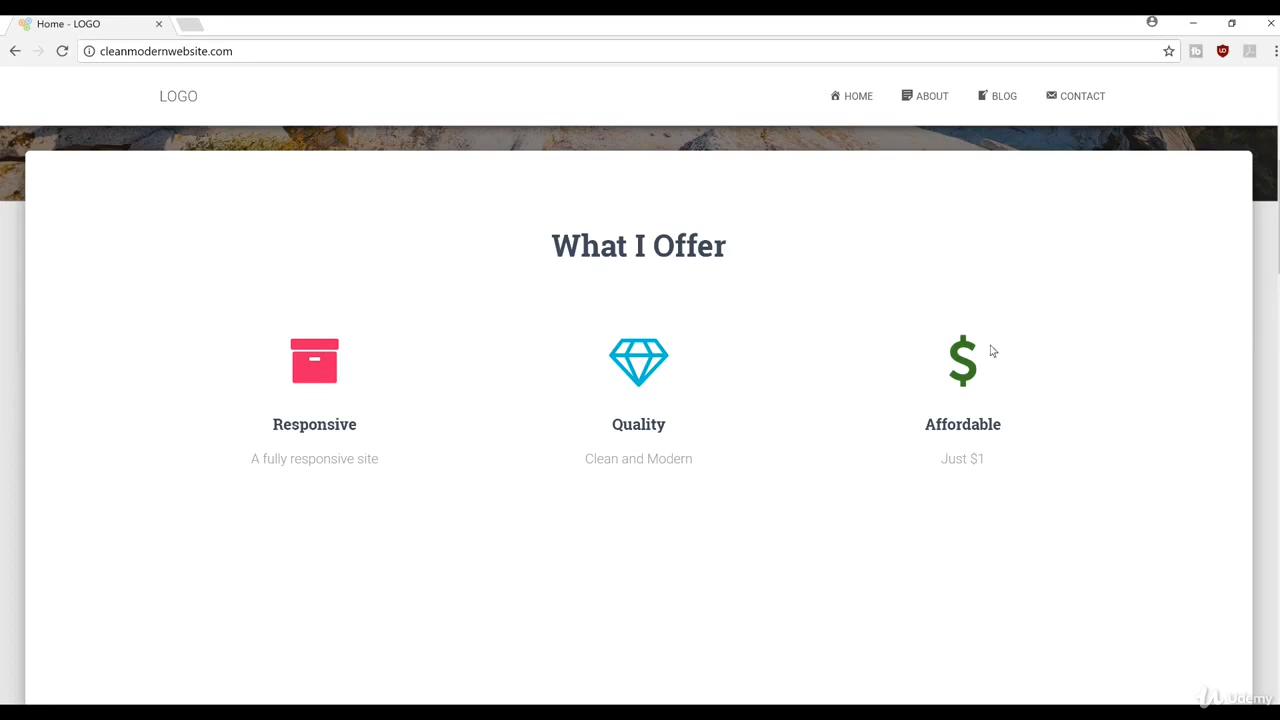 Home - LOGO
cleanmodernwebsite.com
LOGO
HOME ABOUT BLOG CONTACT
What I Offer
Responsive Quality Affordable
A fully responsive site Clean and Modern Just $1
Udemy